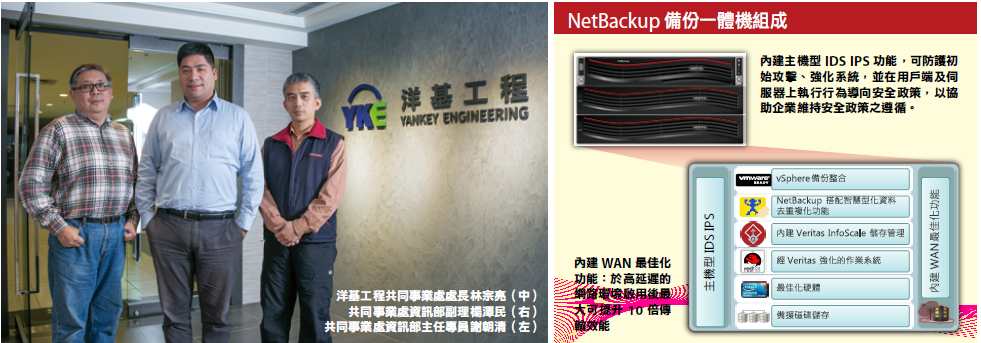 YKE 洋基工程
YANKEY ENGINEERING
洋基工程共同事業處處長林宗亮（中）
共同事業處資訊部副理楊澤民（右）
共同事業處資訊部主任專員謝朝清（左）
NetBackup 備份一體機組成
內建主機型 IDS IPS 功能，可防護初
始攻擊、強化系統，並在用戶端及伺
服器上執行行為導向安全政策，以協
助企業維持安全政策之遵循。
主機型 IDS IPS
vmware
READY
vSphere 備份整合
NetBackup 搭配智慧型化資料
去重複化功能
內建 Veritas InfoScale 儲存管理
經 Veritas 強化的作業系統
最佳化硬體
備援磁碟儲存
內建 WAN 最佳化功能
內建 WAN 最佳化
功能：於高延遲的
網路環境啟用後最
大可提升 10 倍傳
輸效能